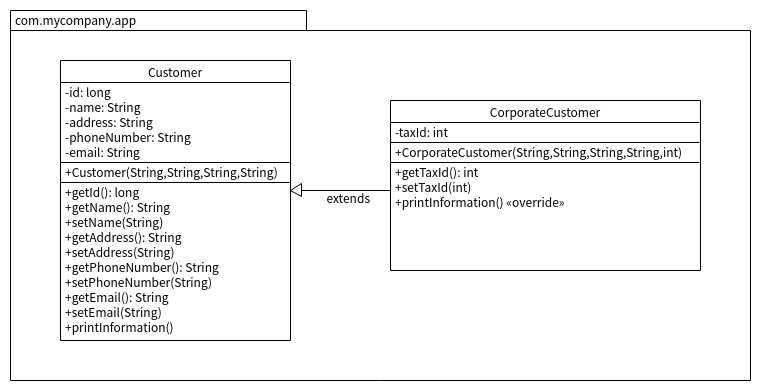 com.mycompany.app
Customer
-id: long
-name: String
-address: String
-phoneNumber: String
-email: String
+Customer(String,String,String,String)
+getId(): long
+getName(): String
+setName(String)
+getAddress(): String
+setAddress(String)
+getPhoneNumber(): String
+setPhoneNumber(String)
+getEmail(): String
+setEmail(String)
+printInformation()
extends
CorporateCustomer
-taxId: int
+CorporateCustomer(String,String,String,String,int)
+getTaxId(): int
+setTaxId(int)
+printInformation() «override»